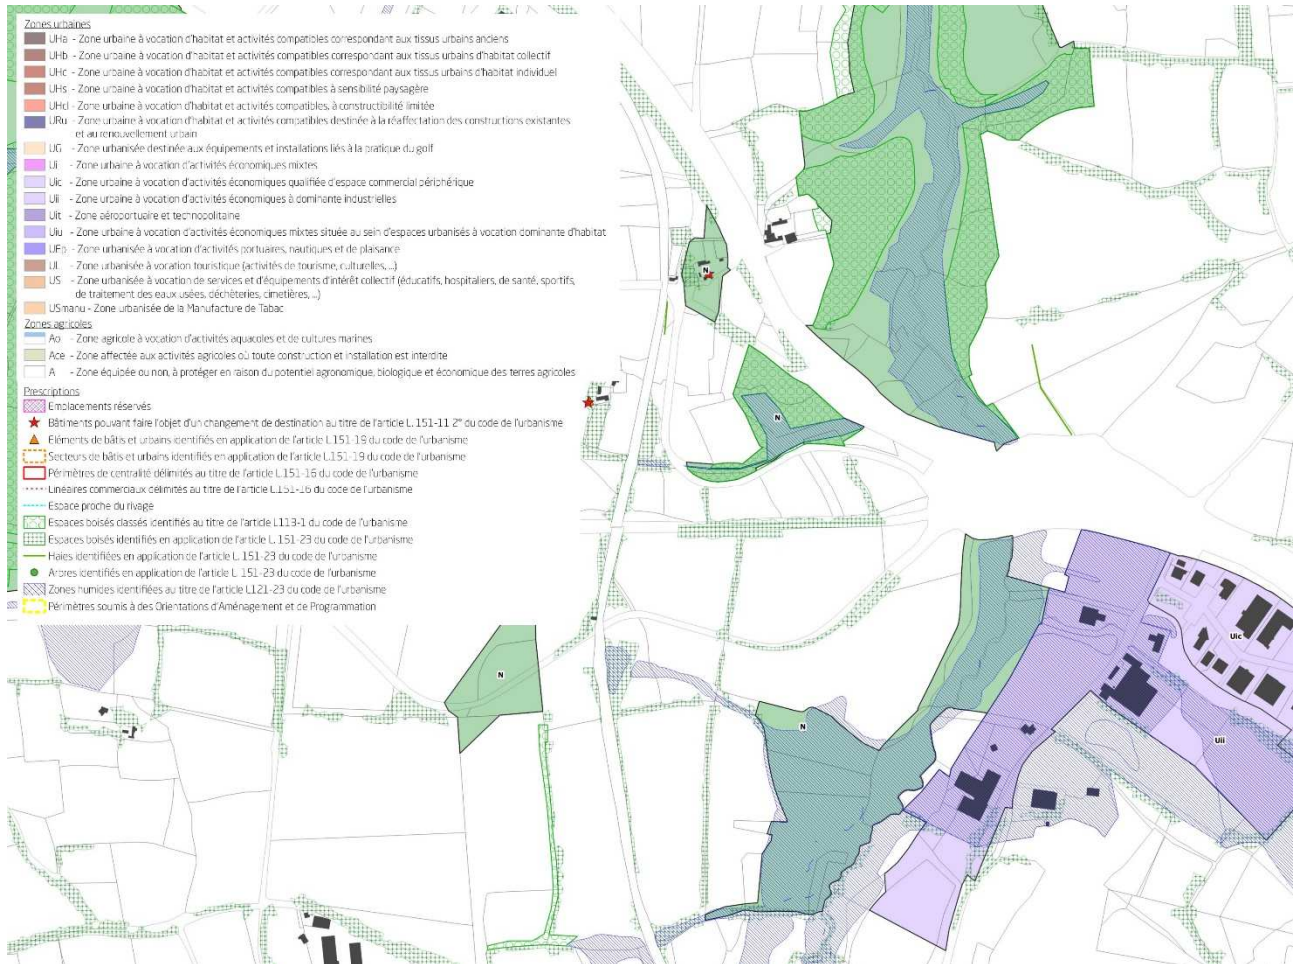 Zones urbaines
UHa - Zone urbaine à vocation d'habitat et activités compatibles correspondant aux tissus urbains anciens
UHb - Zone urbaine à vocation d'habitat et activités compatibles correspondant aux tissus urbains d'habitat collectif
UHc - Zone urbaine à vocation d'habitat et activités compatibles correspondant aux tissus urbains d'habitat individuel
UHs - Zone urbaine à vocation d'habitat et activités compatibles à sensibilité paysagère
UHcl - Zone urbaine à vocation d'habitat et activités compatibles, à constructibilité limitée
URu - Zone urbaine à vocation d'habitat et activités compatibles destinée à la réaffectation des constructions existantes
et au renouvellement urbain
UG - Zone urbanisée destinée aux équipements et installations liés à la pratique du golf
Ui - Zone urbaine à vocation d'activités économiques mixtes
Uic - Zone urbaine à vocation d'activités économiques qualifiée d'espace commercial périphérique
Uii - Zone urbaine à vocation d'activités économiques à dominante industrielles
Uit - Zone aéroportuaire et technopolitaine
Uiu - Zone urbaine à vocation d'activités économiques mixtes située au sein d'espaces urbanisés à vocation dominante d'habitat
UEp - Zone urbanisée à vocation d'activités portuaires, nautiques et de plaisance
UL - Zone urbanisée à vocation touristique (activités de tourisme, culturelles, ...)
US - Zone urbanisée à vocation de services et d'équipements d'intérêt collectif (éducatifs, hospitaliers, de santé, sportifs,
de traitement des eaux usées, déchèteries, cimetières, ...)
USmanu - Zone urbanisée de la Manufacture de Tabac
Zones agricoles
Ao - Zone agricole à vocation d'activités aquacoles et de cultures marines
Ace - Zone affectée aux activités agricoles où toute construction et installation est interdite
A - Zone équipée ou non, à protéger en raison du potentiel agronomique, biologique et économique des terres agricoles
Prescriptions
Emplacements réservés
Bâtiments pouvant faire l'objet d'un changement de destination au titre de l'article L.151-11 2° du code de l'urbanisme
Eléments de bâtis et urbains identifiés en application de l'article L.151-19 du code de l'urbanisme
Secteurs de bâtis et urbains identifiés en application de l'article L.151-19 du code de l'urbanisme
Périmètres de centralité délimités au titre de l'article L.151-16 du code de l'urbanisme
Linéaires commerciaux délimités au titre de l'article L.151-16 du code de l'urbanisme
Espace proche du rivage
Espaces boisés classés identifiés au titre de l'article L113-1 du code de l'urbanisme
Espaces boisés identifiés en application de l'article L. 151-23 du code de l'urbanisme
Haies identifiées en application de l'article L. 151-23 du code de l'urbanisme
Arbres identifiés en application de l'article L. 151-23 du code de l'urbanisme
Zones humides identifiées au titre de l'article L121-23 du code de l'urbanisme
Périmètres soumis à des Orientations d'Aménagement et de Programmation
N
N
N
N
Uic
Uii